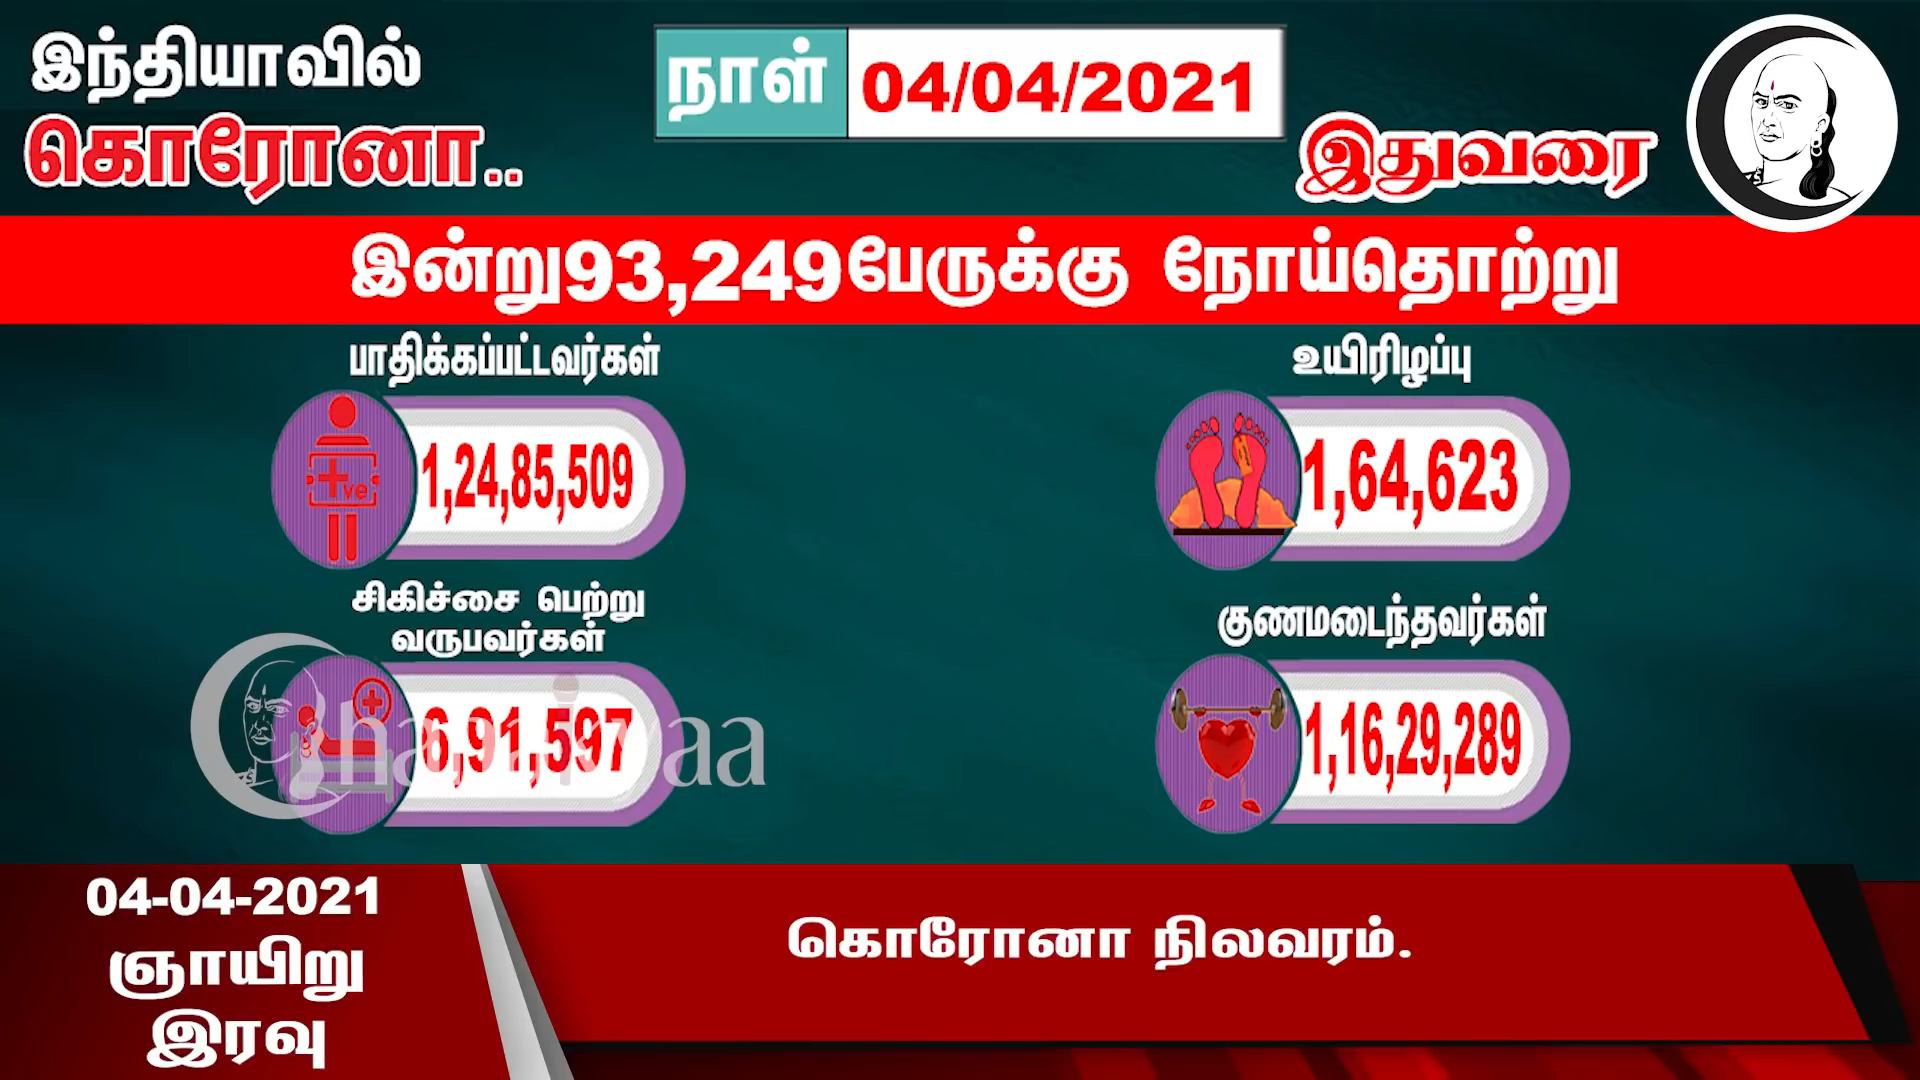 இந்தியாவில்
கொரோனா..
நாள் 04/04/2021
இதுவரை
இன்று93,249பேருக்கு நோய்தொற்று
பாதிக்கப்பட்டவர்கள்
+ve
1,24,85,509
உயிரிழப்பு
1,64,623
சிகிச்சை பெற்று
வருபவர்கள்
6,91,597
Chanakyaa
குணமடைந்தவர்கள்
1,16,29,289
04-04-2021
ஞாயிறு
இரவு
கொரோனா நிலவரம்.